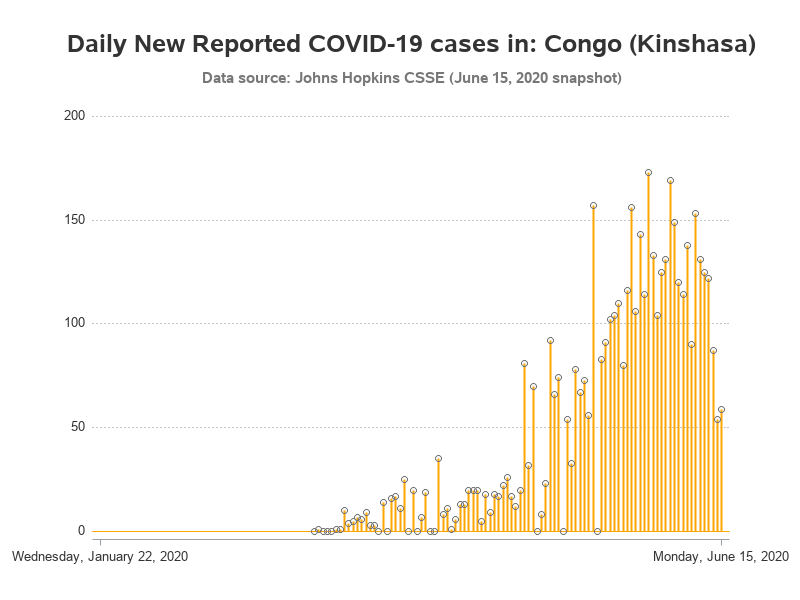 Daily New Reported COVID-19 cases in: Congo (Kinshasa)
Data source: Johns Hopkins CSSE (June 15, 2020 snapshot)
200
150
100
50
0
Wednesday, January 22, 2020
Monday, June 15, 2020